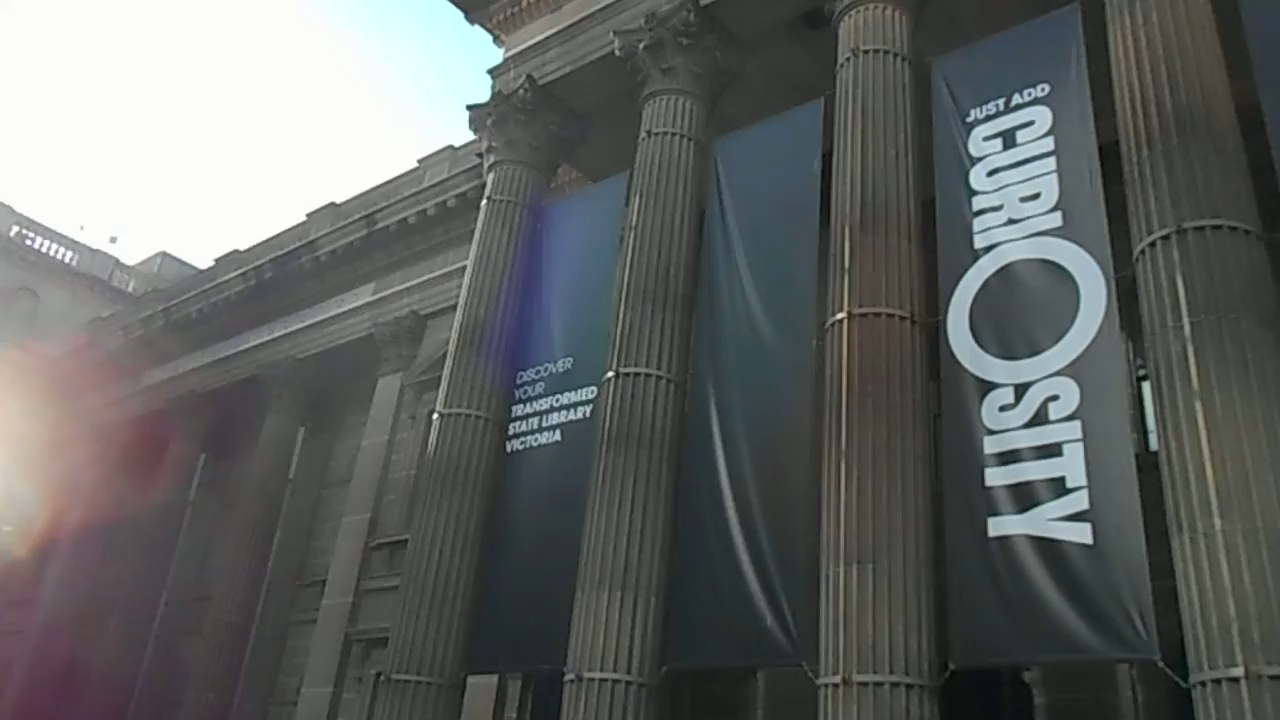 DISCOVER
YOUR
TRANSFORMED
STATE LIBRARY
VICTORIA
JUST ADD
CURIOSITY